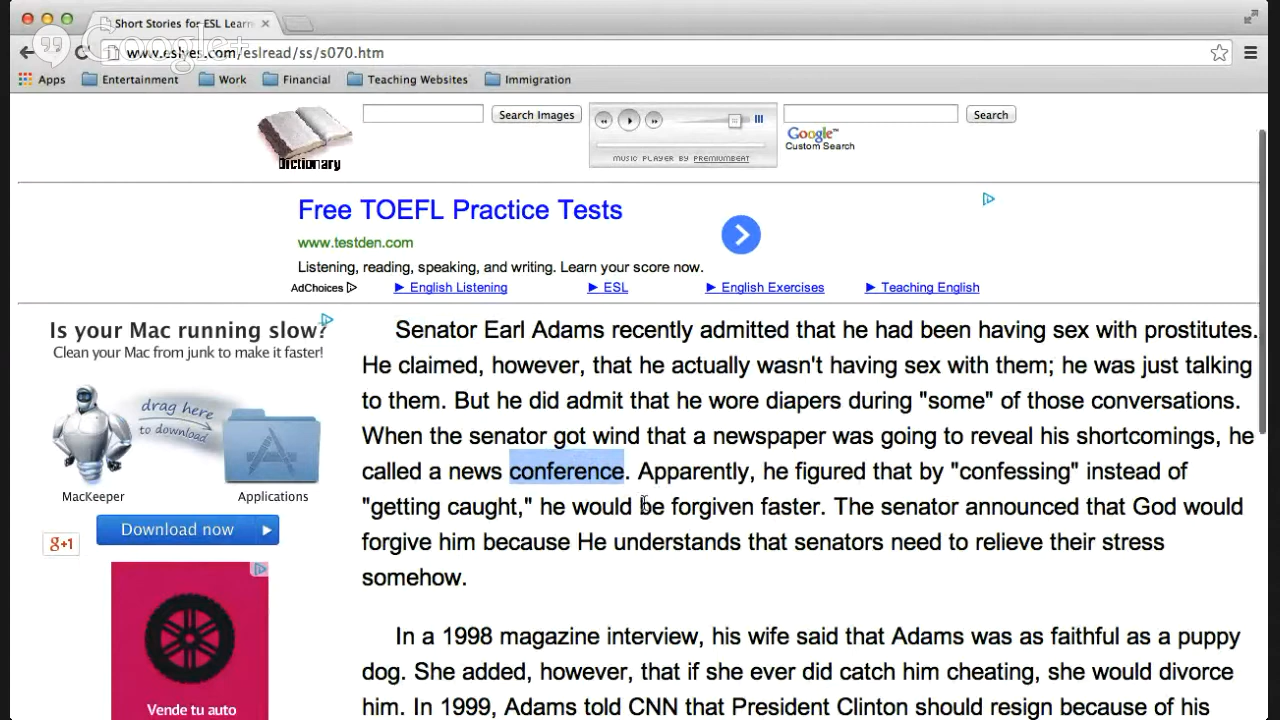 Short Stories for ESL Learn
Google+
www.eslyes.com/eslread/ss/s070.htm
Apps Entertainment Work Financial Teaching Websites Immigration
Dictionary
Search Images
MUSIC PLAYER BY PREMIUMBEAT
Search
Google™
Custom Search
Free TOEFL Practice Tests
www.testden.com
Listening, reading, speaking, and writing. Learn your score now.
AdChoices ► English Listening ► ESL ► English Exercises ► Teaching English
Is your Mac running slow?
Clean your Mac from junk to make it faster!
drag here
to download
MacKeeper Applications
Download now
g+1
Vende tu auto
Senator Earl Adams recently admitted that he had been having sex with prostitutes.
He claimed, however, that he actually wasn't having sex with them; he was just talking
to them. But he did admit that he wore diapers during "some" of those conversations.
When the senator got wind that a newspaper was going to reveal his shortcomings, he
called a news conference. Apparently, he figured that by "confessing" instead of
"getting caught," he would be forgiven faster. The senator announced that God would
forgive him because He understands that senators need to relieve their stress
somehow.
In a 1998 magazine interview, his wife said that Adams was as faithful as a puppy
dog. She added, however, that if she ever did catch him cheating, she would divorce
him. In 1999, Adams told CNN that President Clinton should resign because of his